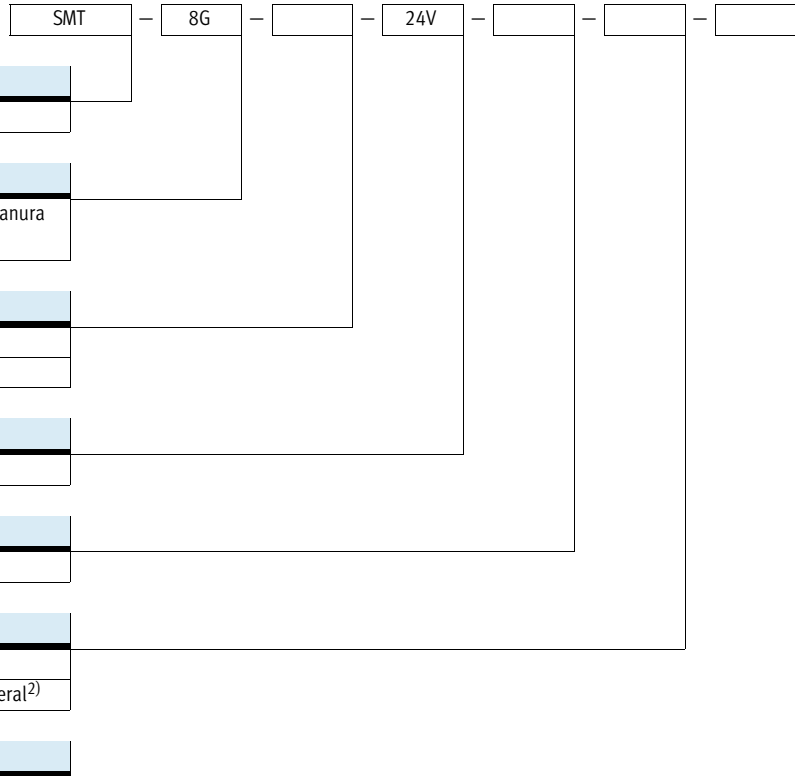 SMT – 8G – – 24V – – –
anura
eral2)